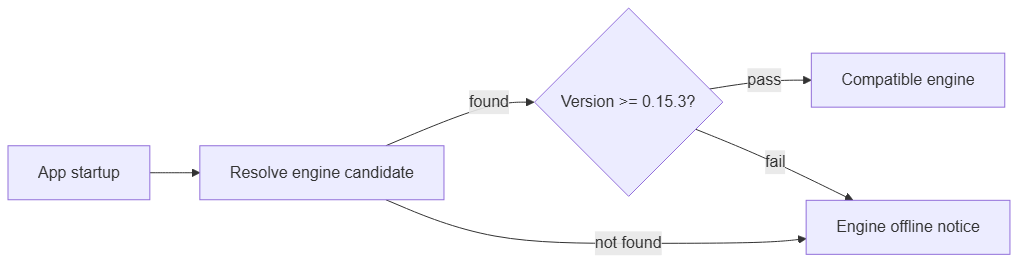 App startup
Resolve engine candidate
found
Version >= 0.15.3?
pass
Compatible engine
fail
not found
Engine offline notice